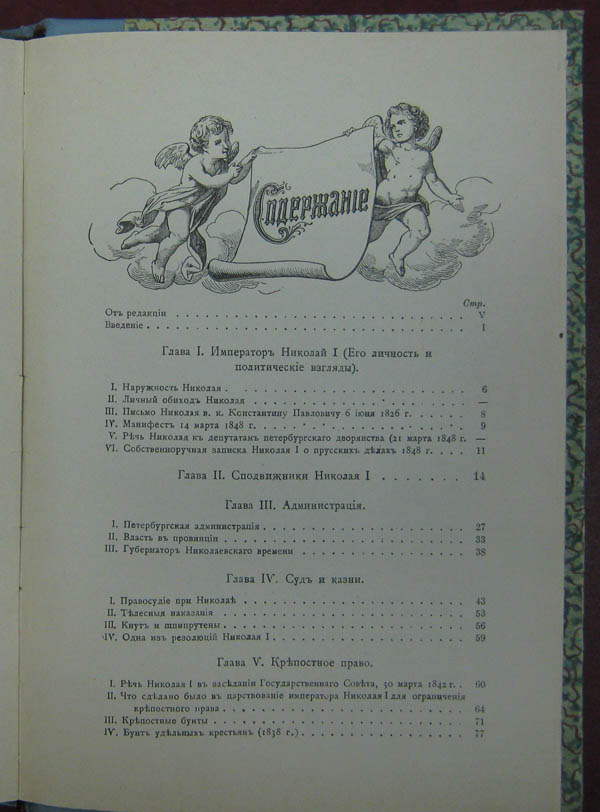 Содержаніе
Стр.
Отъ редакціи . . . . . . . . . . . . . . . . . . . . V
Введеніе . . . . . . . . . . . . . . . . . . . . . . 1
Глава I. Императоръ Николай I (Его личность и
политическіе взгляды).
I. Наружность Николая . . . . . . . . . . . . . . . . 6
II. Личный обиходъ Николая . . . . . . . . . . . . . . —
III. Письмо Николая в. к. Константину Павловичу 6 іюня 1826 г. . . . . . 8
IV. Манифестъ 14 марта 1848 г. . . . . . . . . . . . . . 9
V. Рѣчь Николая къ депутатамъ петербургскаго дворянства (21 марта 1848 г. —
VI. Собственноручная записка Николая I о прусскихъ дѣлахъ 1848 г. . . . . 11
Глава II. Сподвижники Николая I . . . . . . . 14
Глава III. Администрація.
I. Петербургская администрація . . . . . . . . . . . . . 27
II. Власть въ провинціи . . . . . . . . . . . . . . . . 33
III. Губернаторъ Николаевскаго времени . . . . . . . . . . . 38
Глава IV. Судъ и казни.
I. Правосудіе при Николаѣ . . . . . . . . . . . . . . . 43
II. Тѣлесныя наказанія . . . . . . . . . . . . . . . . . 53
III. Кнутъ и шпипрутены . . . . . . . . . . . . . . . . . 56
IV. Одна изъ резолюцій Николая I . . . . . . . . . . . . . 59
Глава V. Крѣпостное право.
I. Рѣчь Николая I въ засѣданіи Государственнаго Совѣта, 30 марта 1842 г. . . 60
II. Что сдѣлано было въ царствованіе императора Николая I для ограниченія
крѣпостного права . . . . . . . . . . . . . . . . . 64
III. Крѣпостные бунты . . . . . . . . . . . . . . . . . 71
IV. Бунтъ удѣльныхъ крестьянъ (1838 г.) . . . . . . . . . . . 77